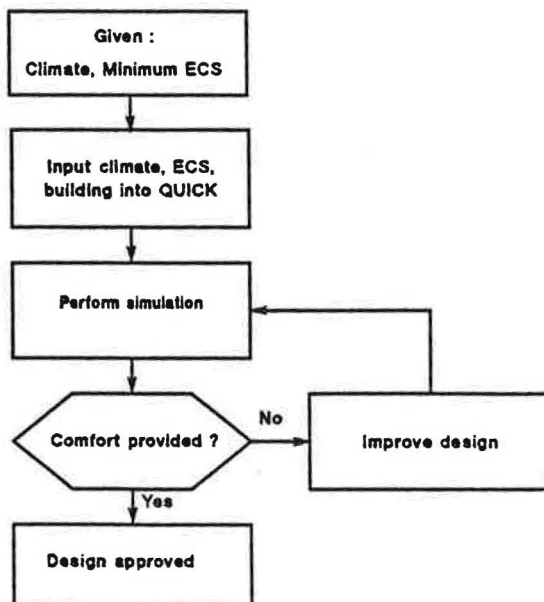 Given :
Climate, Minimum ECS
Input climate, ECS,
building into QUICK
Perform simulation
Comfort provided ?
No
Improve design
Yes
Design approved